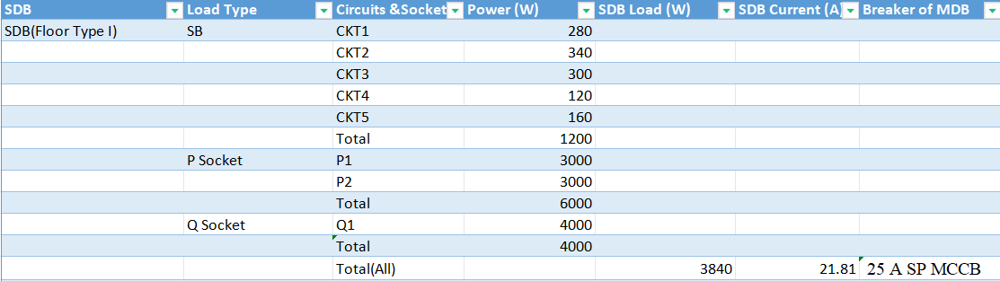 SDB Load Type Circuits &Socket Power (W) SDB Load (W) SDB Current (A) Breaker of MDB
SDB(Floor Type I) SB CKT1 280
CKT2 340
CKT3 300
CKT4 120
CKT5 160
Total 1200
P Socket P1 3000
P2 3000
Total 6000
Q Socket Q1 4000
Total 4000
Total(All) 3840 21.81 25 A SP MCCB